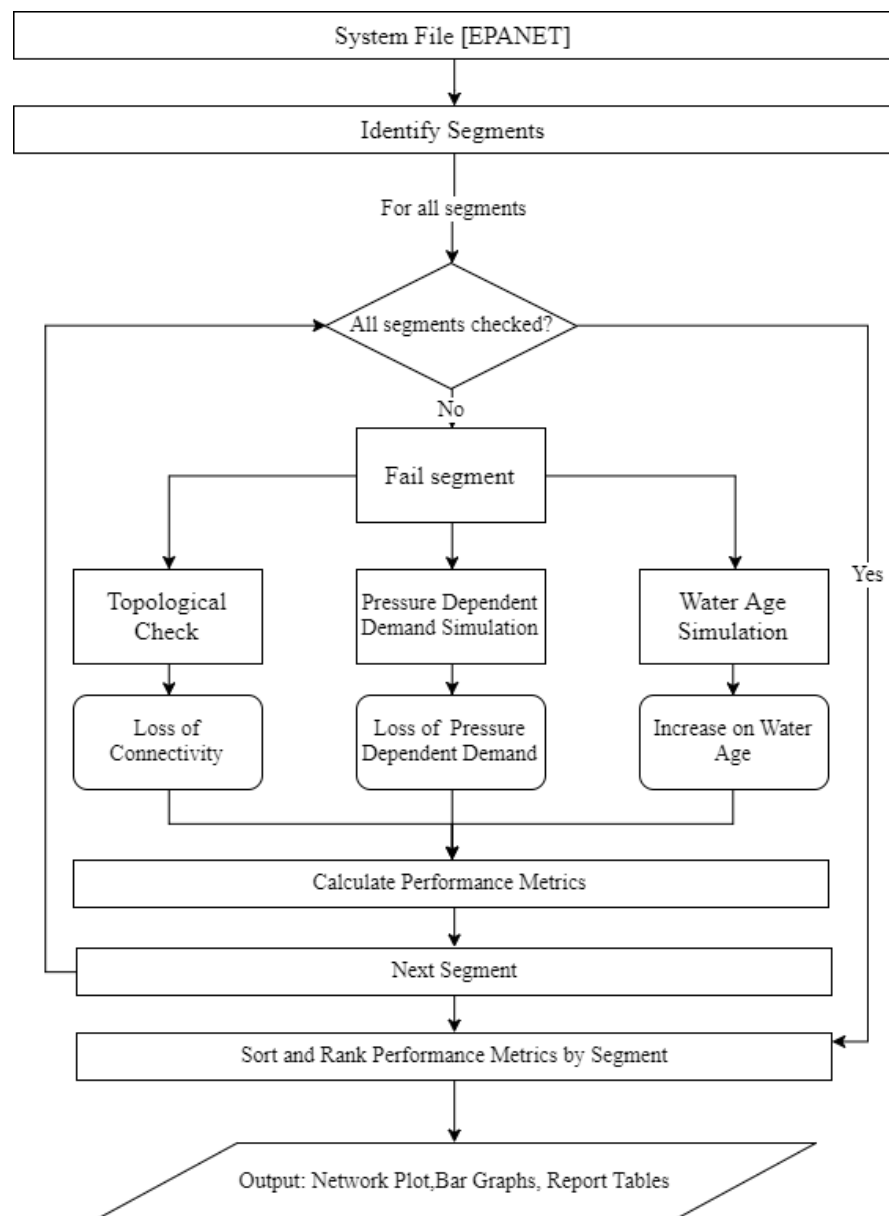 System File [EPANET]
Identify Segments
For all segments
All segments checked?
No
Fail segment
Yes
Topological
Check
Pressure Dependent
Demand Simulation
Water Age
Simulation
Loss of
Connectivity
Loss of Pressure
Dependent Demand
Increase on Water
Age
Calculate Performance Metrics
Next Segment
Sort and Rank Performance Metrics by Segment
Output: Network Plot,Bar Graphs, Report Tables